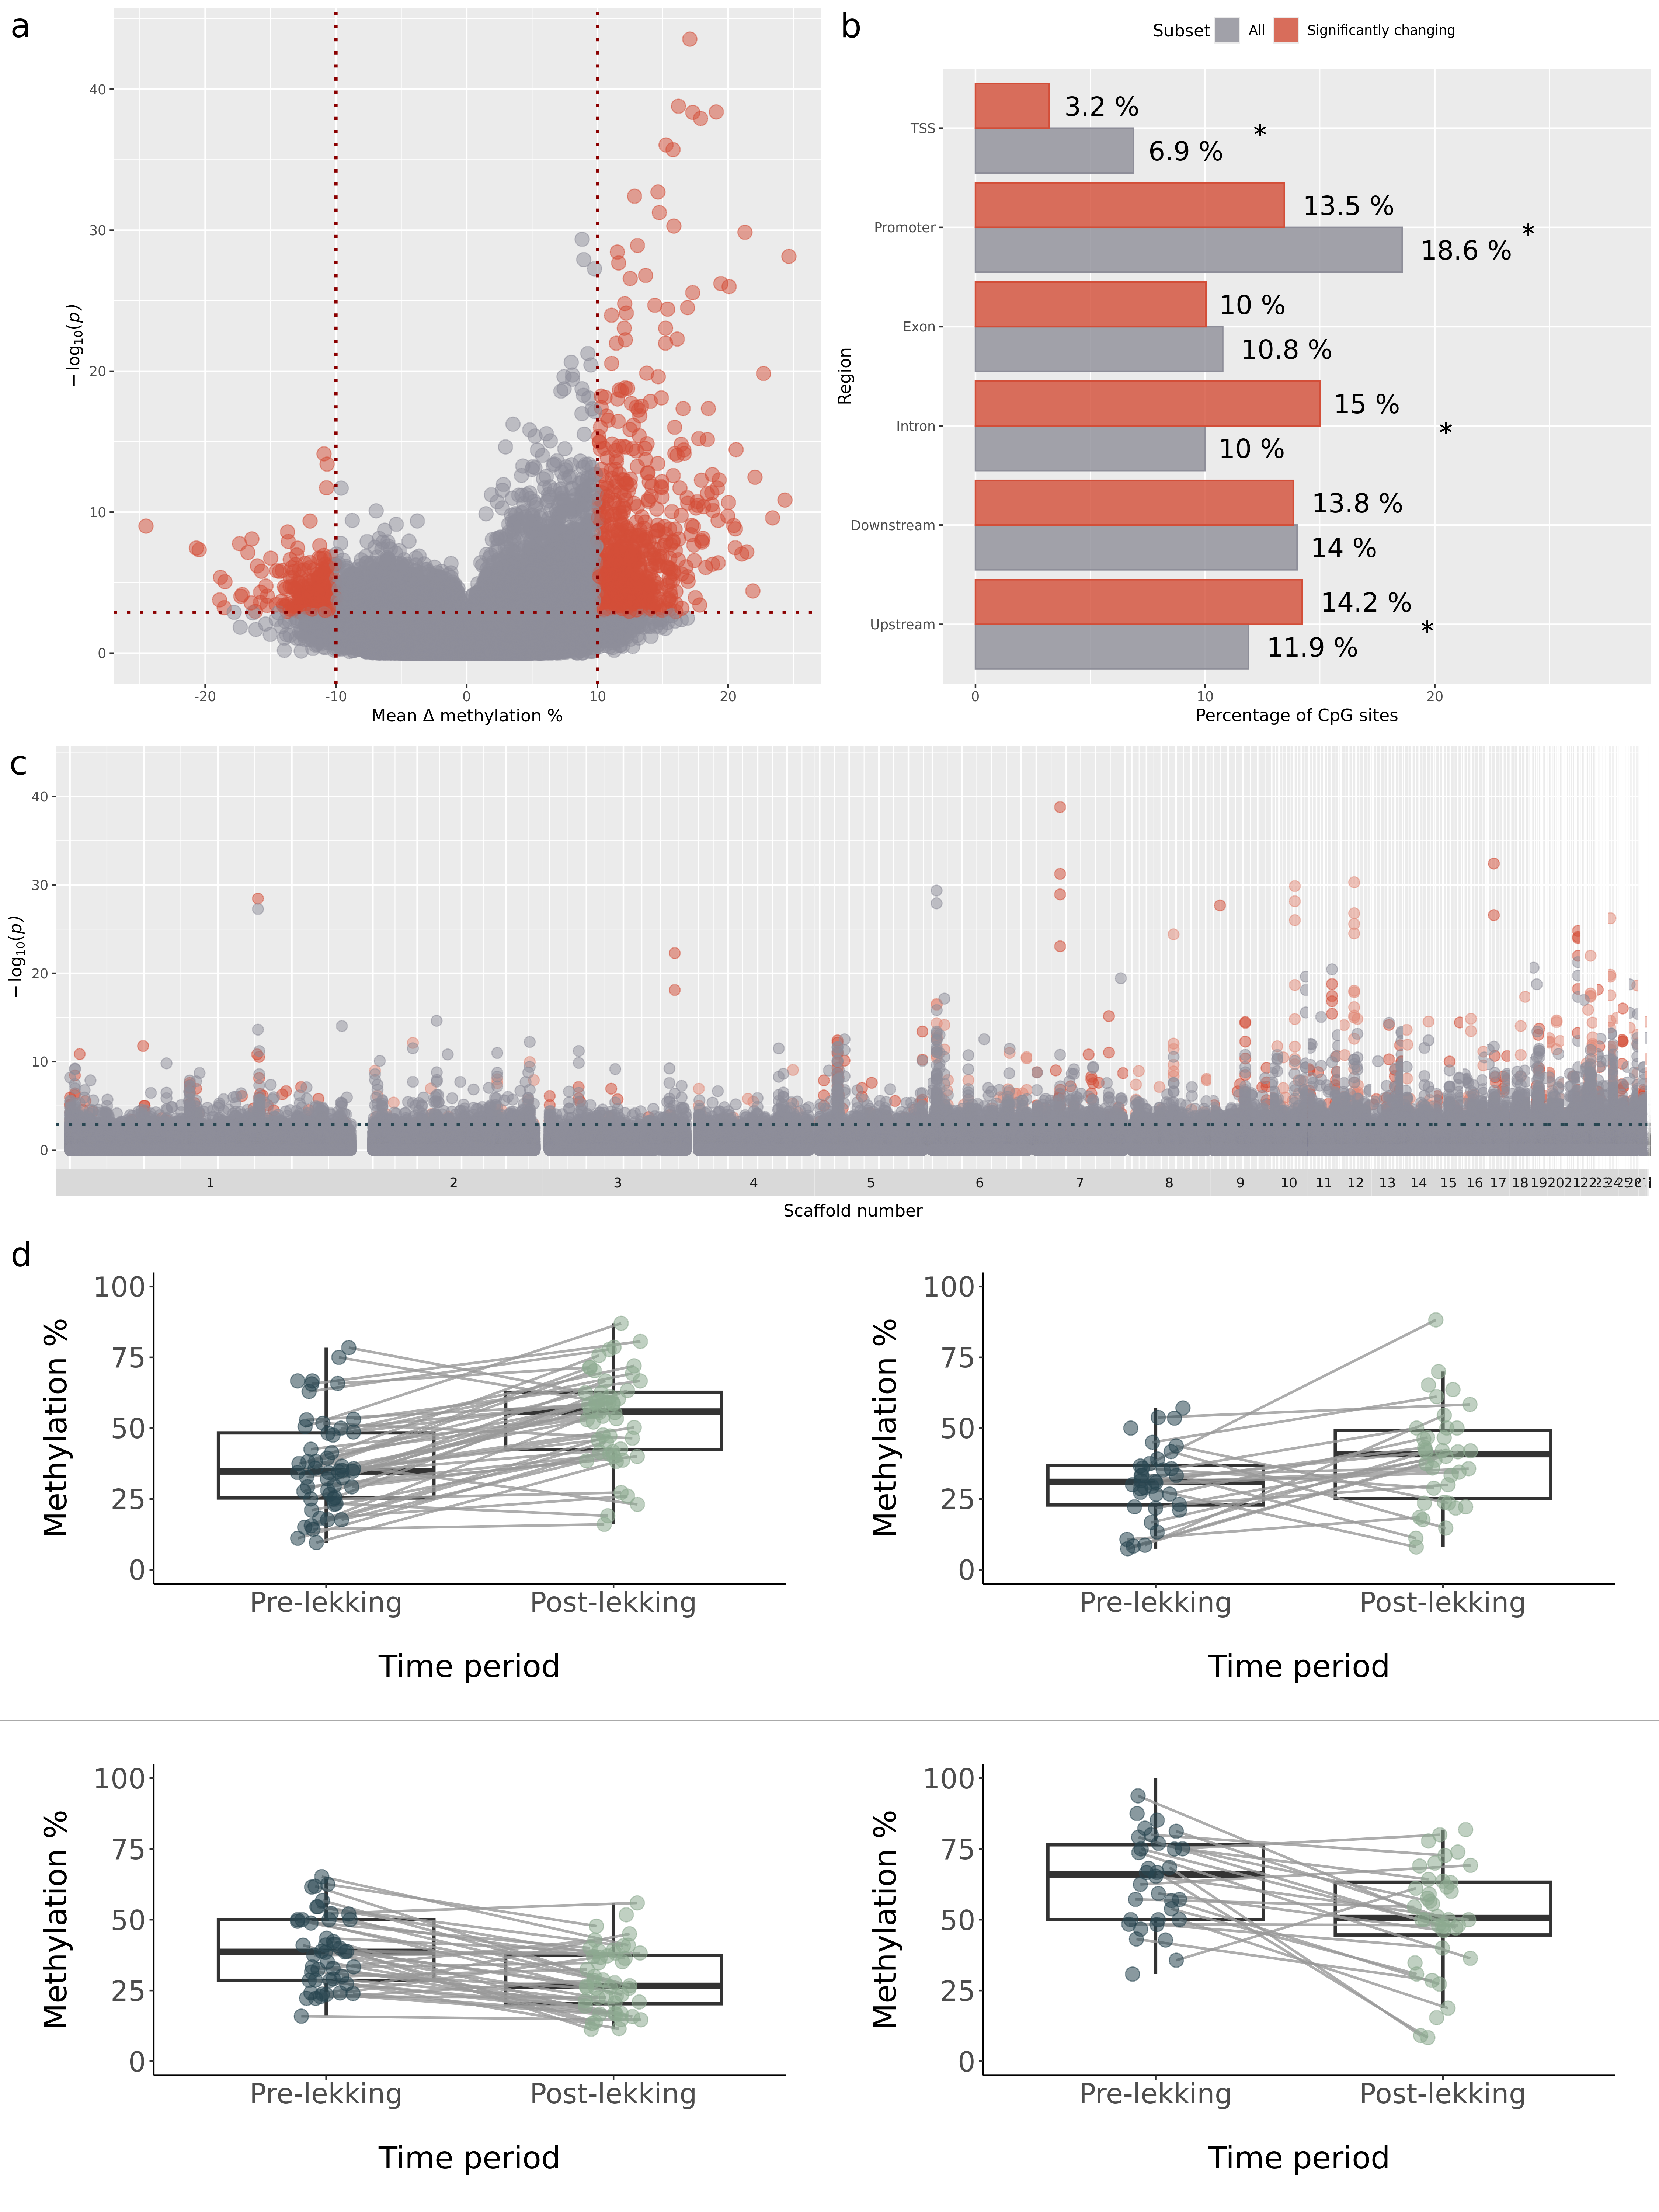 a
− log10(p)
40
30
20
10
0
-20 -10 0 10 20
Mean Δ methylation %
b
Subset All Significantly changing
Region
TSS
3.2 %
6.9 %
*
Promoter
13.5 %
18.6 %
*
Exon
10 %
10.8 %
Intron
15 %
10 %
*
Downstream
13.8 %
14 %
Upstream
14.2 %
11.9 %
*
0 10 20
Percentage of CpG sites
c
− log10(p)
40
30
20
10
0
1 2 3 4 5 6 7 8 9 10 11 12 13 14 15 16 17 18 19 20 21 22
Scaffold number
d
Methylation %
100
75
50
25
0
Pre-lekking Post-lekking
Time period
Methylation %
100
75
50
25
0
Pre-lekking Post-lekking
Time period
Methylation %
100
75
50
25
0
Pre-lekking Post-lekking
Time period
Methylation %
100
75
50
25
0
Pre-lekking Post-lekking
Time period